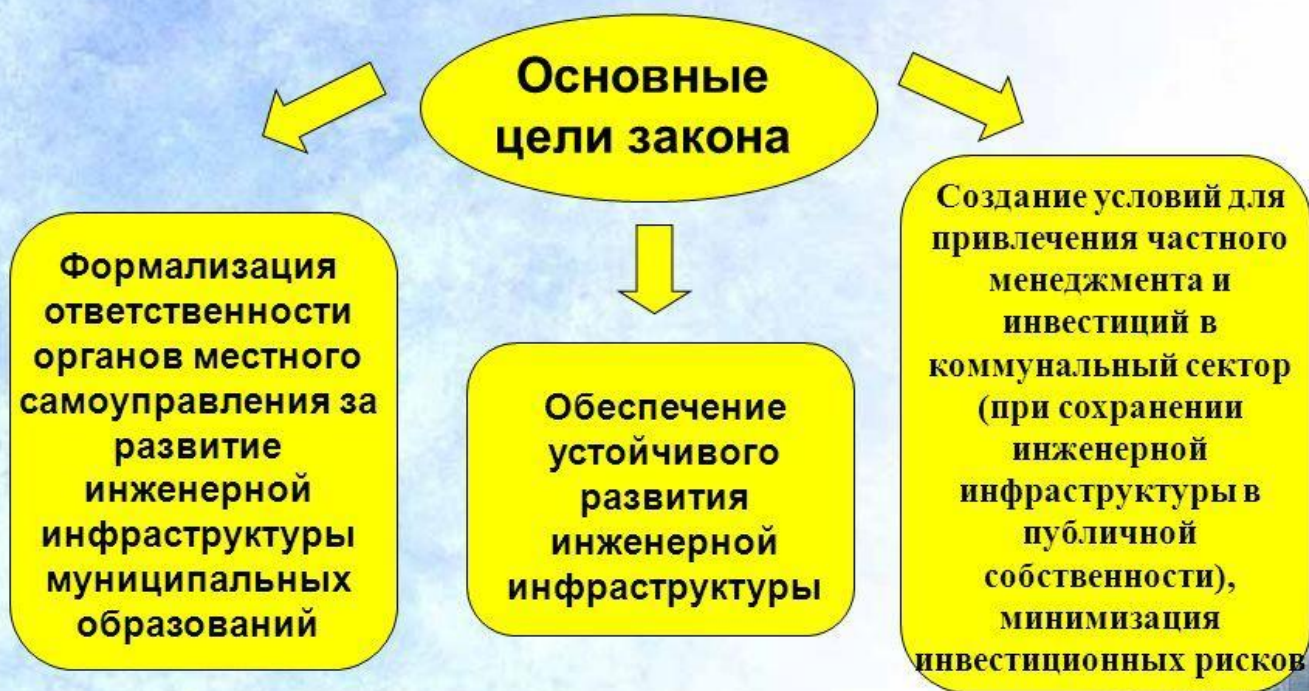 Основные
цели закона
Формализация
ответственности
органов местного
самоуправления за
развитие
инженерной
инфраструктуры
муниципальных
образований
Обеспечение
устойчивого
развития
инженерной
инфраструктуры
Создание условий для
привлечения частного
менеджмента и
инвестиций в
коммунальный сектор
(при сохранении
инженерной
инфраструктуры в
публичной
собственности),
минимизация
инвестиционных рисков